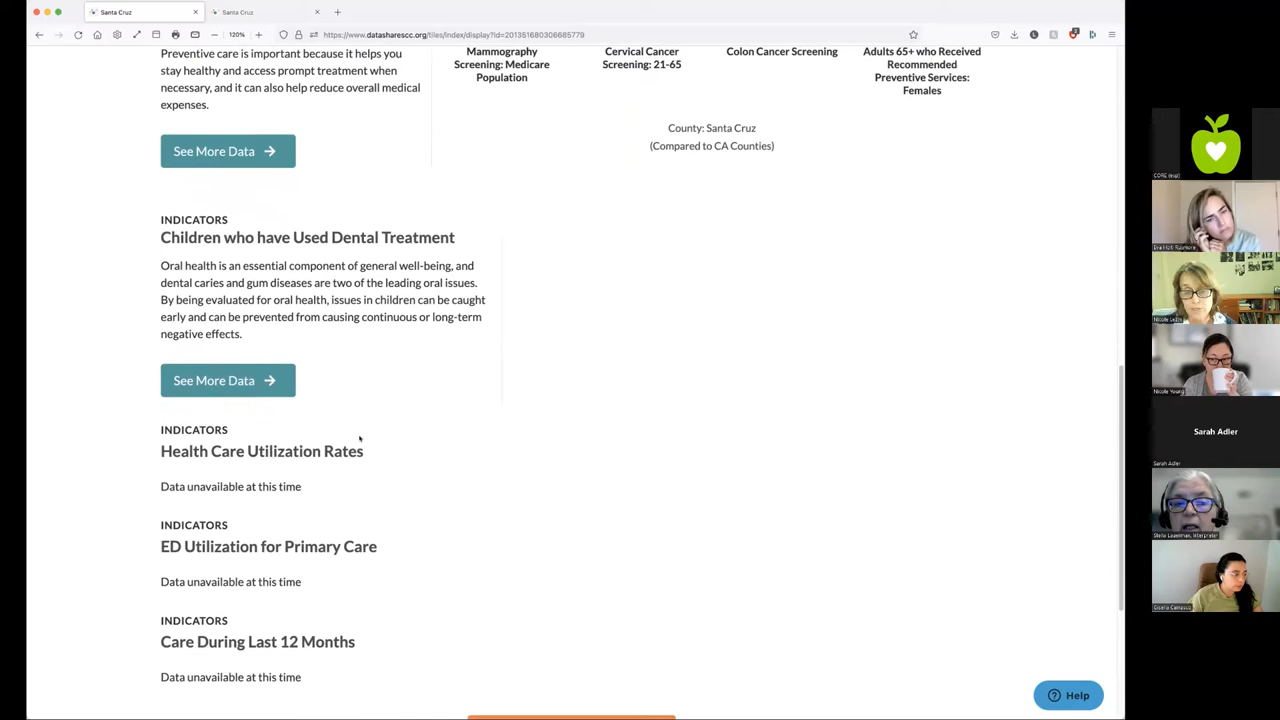 Santa Cruz
Santa Cruz
120%
https://www.datasharescc.org/tiles/index/display?id=201351680306685779
Preventive care is important because it helps you
stay healthy and access prompt treatment when
necessary, and it can also help reduce overall medical
expenses.
See More Data
Mammography
Screening: Medicare
Population
Cervical Cancer
Screening: 21-65
Colon Cancer Screening
Adults 65+ who Received
Recommended
Preventive Services:
Females
County: Santa Cruz
(Compared to CA Counties)
INDICATORS
Children who have Used Dental Treatment
Oral health is an essential component of general well-being, and
dental caries and gum diseases are two of the leading oral issues.
By being evaluated for oral health, issues in children can be caught
early and can be prevented from causing continuous or long-term
negative effects.
See More Data
INDICATORS
Health Care Utilization Rates
Data unavailable at this time
INDICATORS
ED Utilization for Primary Care
Data unavailable at this time
INDICATORS
Care During Last 12 Months
Data unavailable at this time
Help
CORE (esp)
Nicole Young
Sarah Adler
Sarah Adler